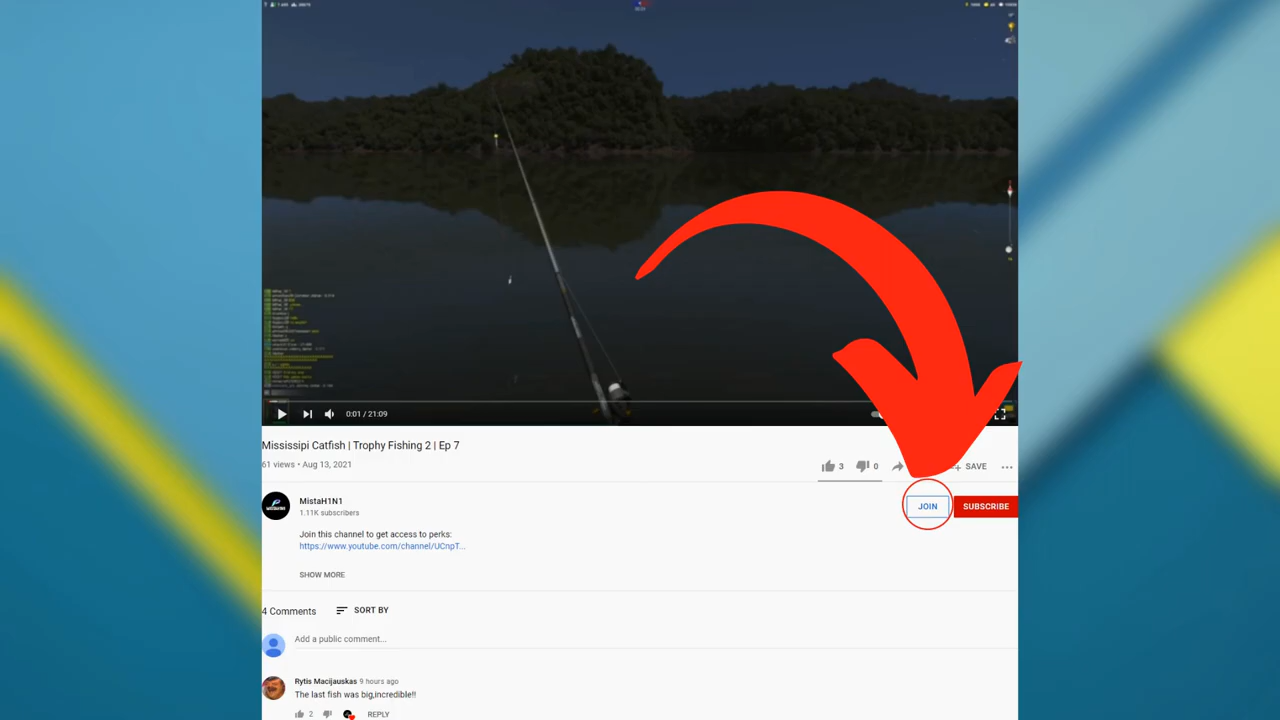 0:01 / 21:09
Mississipi Catfish | Trophy Fishing 2 | Ep 7
61 views • Aug 13, 2021
3 0 SAVE
MistaH1N1
1.11K subscribers
JOIN SUBSCRIBE
Join this channel to get access to perks:
https://www.youtube.com/channel/UCnpT...
SHOW MORE
4 Comments SORT BY
Add a public comment...
Rytis Macijauskas 9 hours ago
The last fish was big,incredible!!
2 REPLY